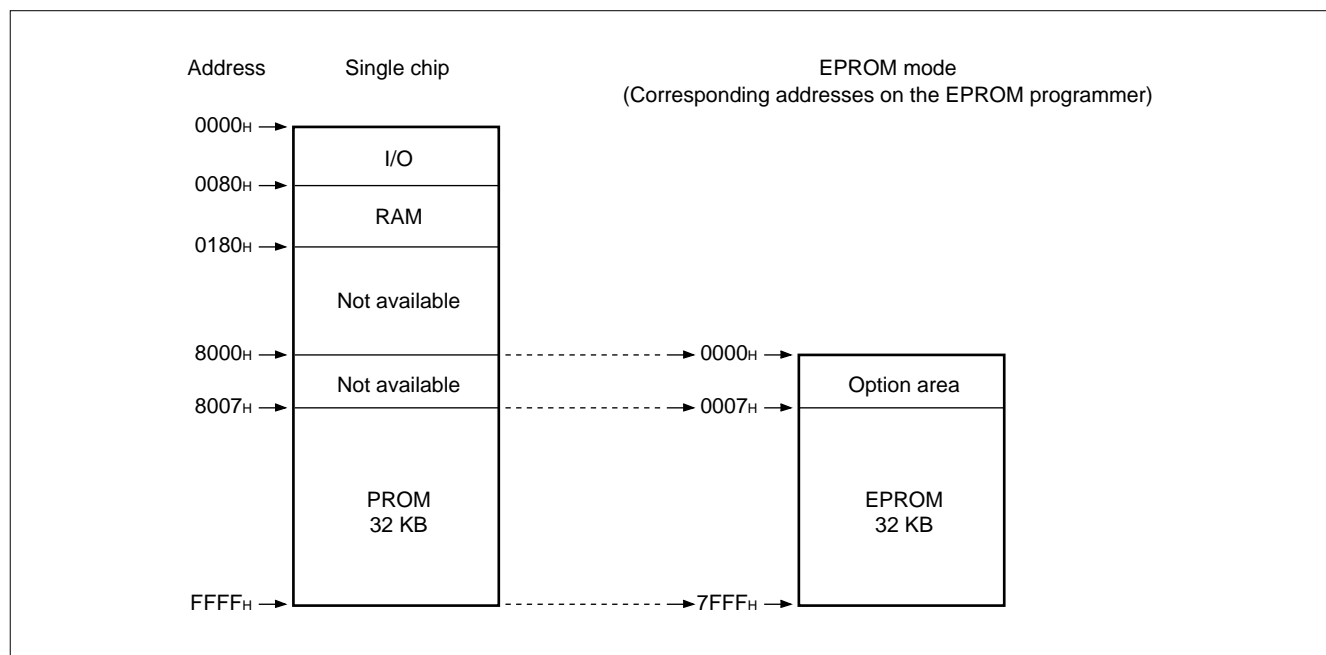 Address Single chip EPROM mode
(Corresponding addresses on the EPROM programmer)
0000H
I/O
0080H
RAM
0180H
Not available
8000H 0000H
Not available Option area
8007H 0007H
PROM EPROM
32 KB 32 KB
FFFFH 7FFFH